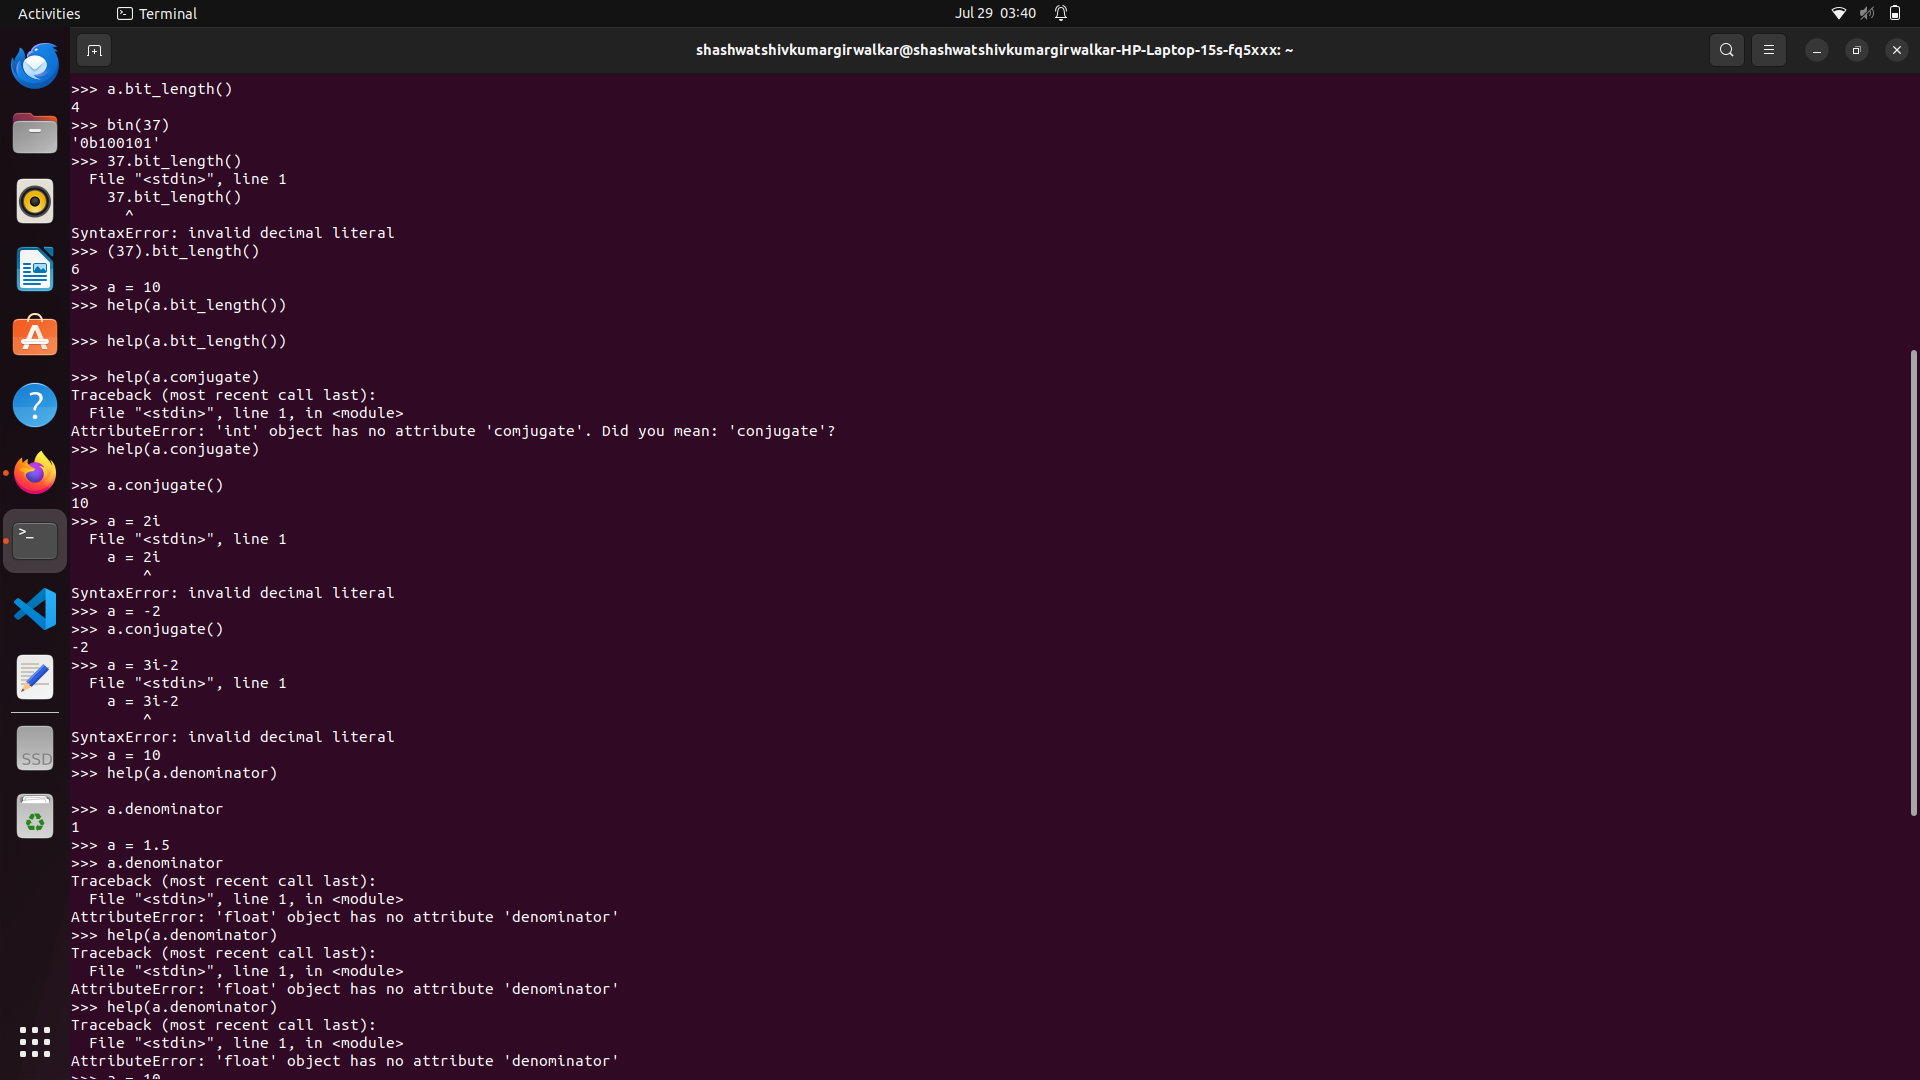 Activities
Terminal
Jul 29 03:40
shashwatshivkumargirwalkar@shashwatshivkumargirwalkar-HP-Laptop-15s-fq5xxx: ~
>>> a.bit_length()
4
>>> bin(37)
'0b100101'
>>> 37.bit_length()
  File "<stdin>", line 1
    37.bit_length()
      ^
SyntaxError: invalid decimal literal
>>> (37).bit_length()
6
>>> a = 10
>>> help(a.bit_length())

>>> help(a.bit_length())

>>> help(a.comjugate)
Traceback (most recent call last):
  File "<stdin>", line 1, in <module>
AttributeError: 'int' object has no attribute 'comjugate'. Did you mean: 'conjugate'?
>>> help(a.conjugate)

>>> a.conjugate()
10
>>> a = 2i
  File "<stdin>", line 1
    a = 2i
        ^
SyntaxError: invalid decimal literal
>>> a = -2
>>> a.conjugate()
-2
>>> a = 3i-2
  File "<stdin>", line 1
    a = 3i-2
        ^
SyntaxError: invalid decimal literal
>>> a = 10
>>> help(a.denominator)

>>> a.denominator
1
>>> a = 1.5
>>> a.denominator
Traceback (most recent call last):
  File "<stdin>", line 1, in <module>
AttributeError: 'float' object has no attribute 'denominator'
>>> help(a.denominator)
Traceback (most recent call last):
  File "<stdin>", line 1, in <module>
AttributeError: 'float' object has no attribute 'denominator'
>>> help(a.denominator)
Traceback (most recent call last):
  File "<stdin>", line 1, in <module>
AttributeError: 'float' object has no attribute 'denominator'
>>> a = 10
SSD